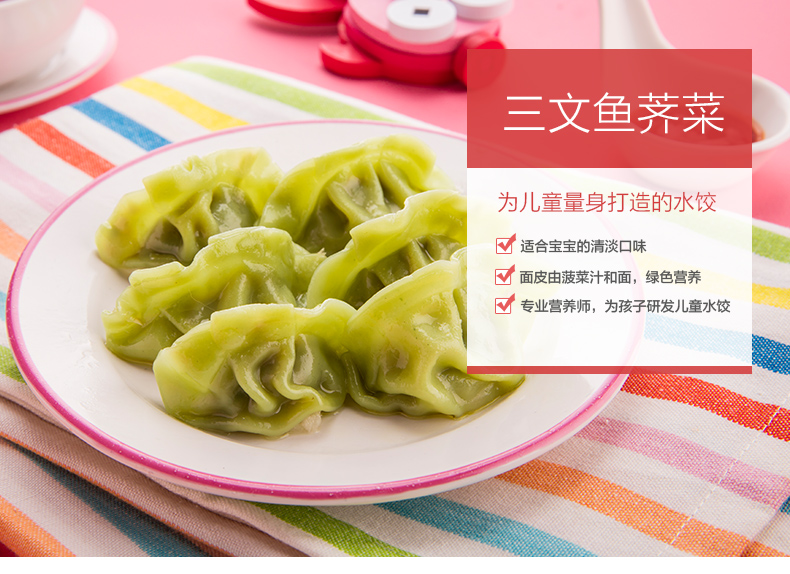 三文鱼荠菜
为儿童量身打造的水饺
适合宝宝的清淡口味
面皮由菠菜汁和面，绿色营养
专业营养师，为孩子研发儿童水饺